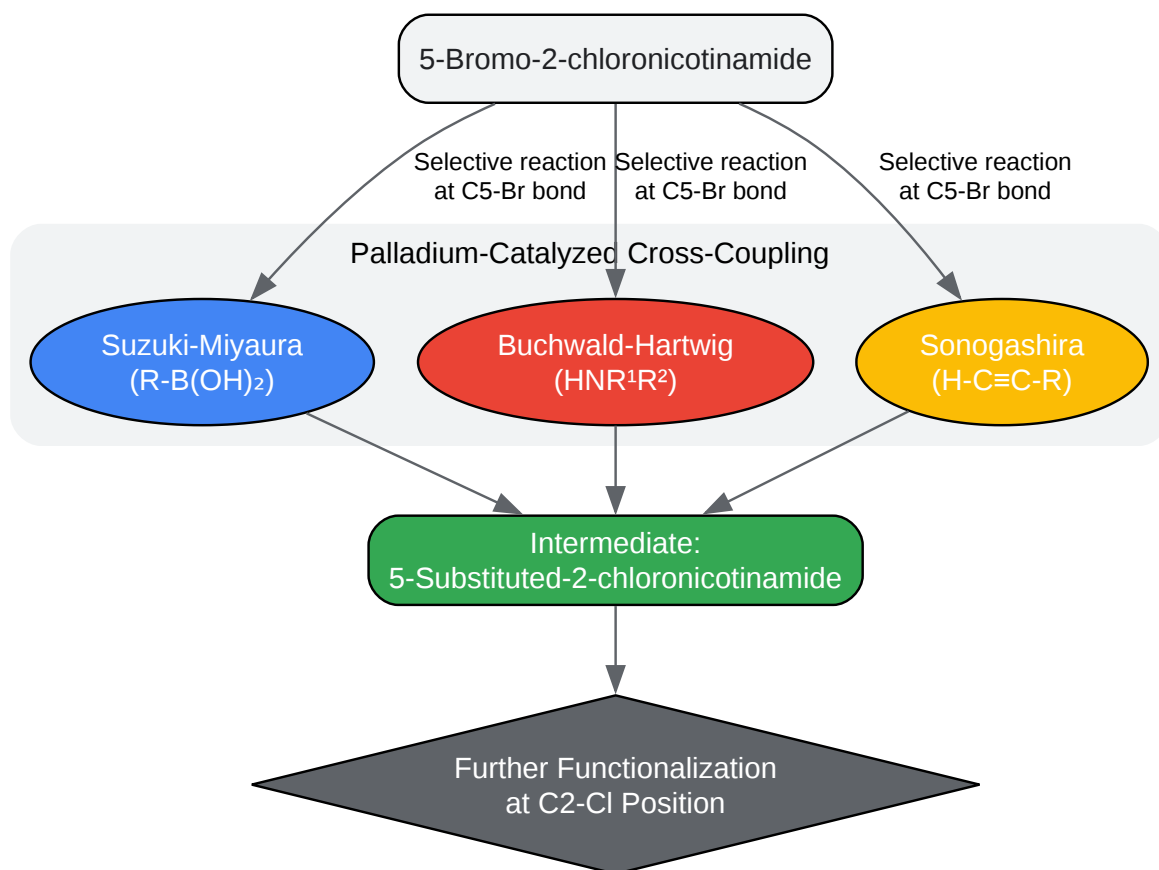 5-Bromo-2-chloronicotinamide
Selective reaction
at C5-Br bond
Selective reaction
at C5-Br bond
Selective reaction
at C5-Br bond
Palladium-Catalyzed Cross-Coupling
Suzuki-Miyaura
(R-B(OH)₂)
Buchwald-Hartwig
(HNR¹R²)
Sonogashira
(H-C≡C-R)
Intermediate:
5-Substituted-2-chloronicotinamide
Further Functionalization
at C2-Cl Position